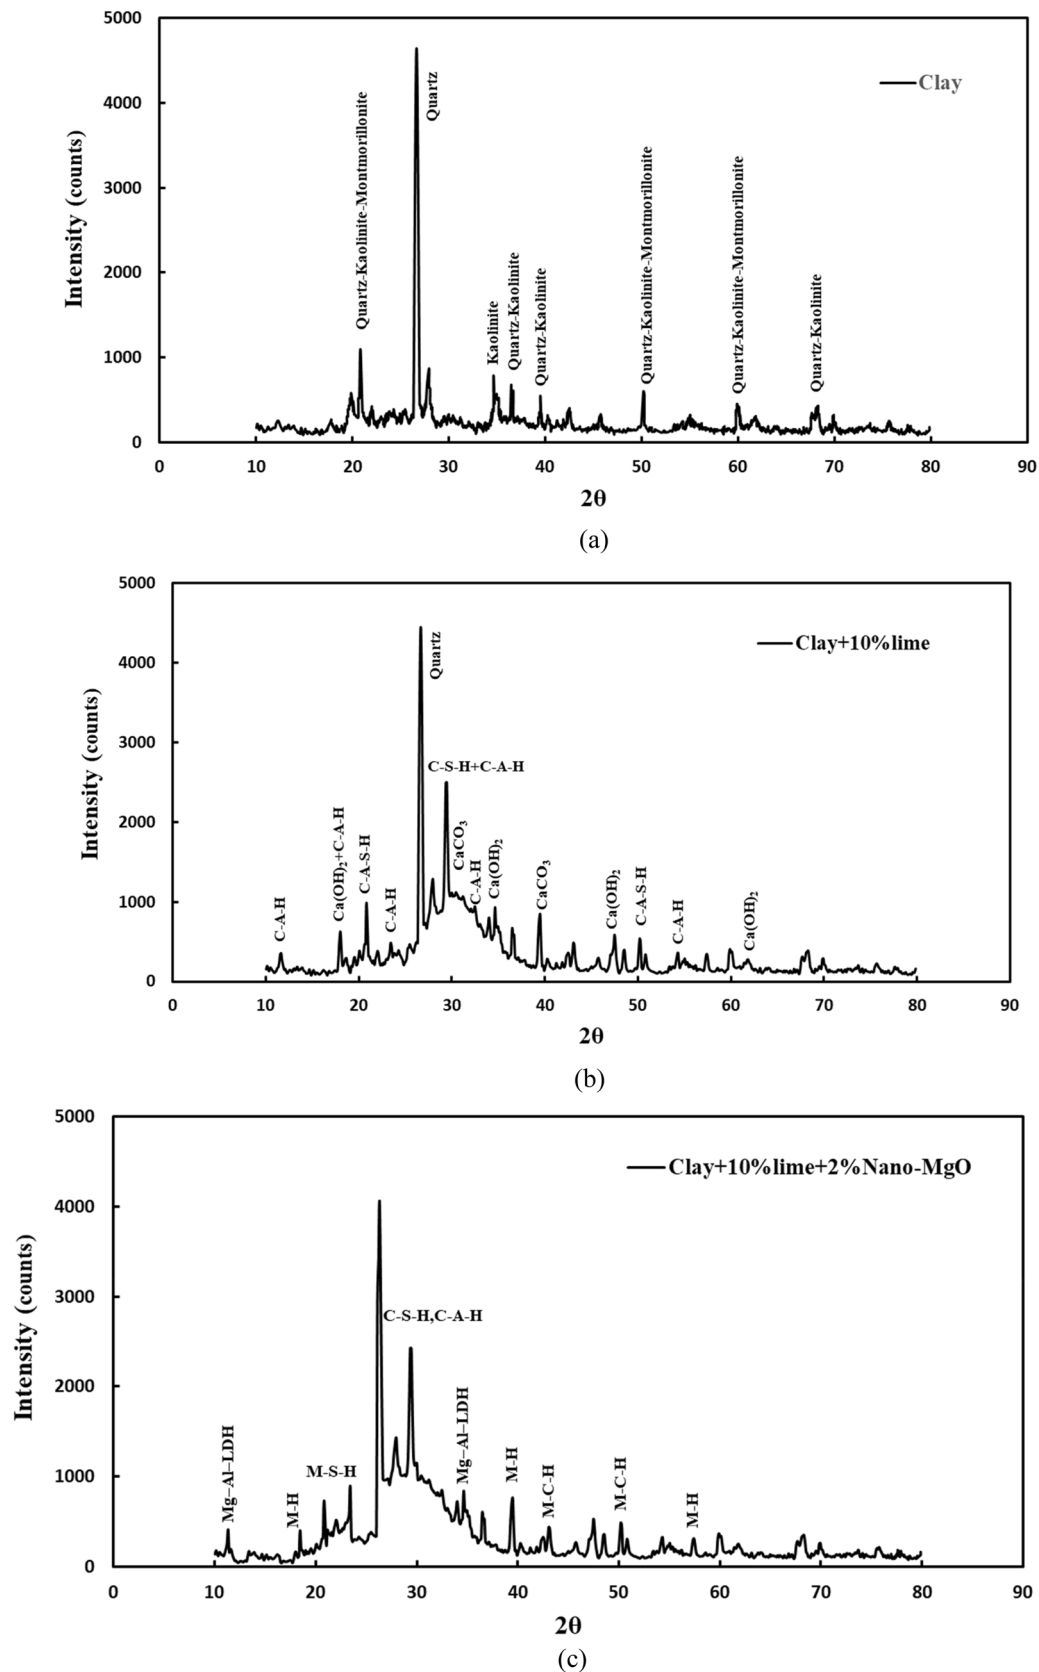 5000
4000
3000
2000
1000
0
Intensity (counts)
Quartz-Kaolinite-Montmorillonite
Quartz
Kaolinite
Quartz-Kaolinite
Quartz-Kaolinite
Quartz-Kaolinite-Montmorillonite
Quartz-Kaolinite-Montmorillonite
Quartz-Kaolinite
Clay
0 10 20 30 40 50 60 70 80 90
2θ
(a)
5000
4000
3000
2000
1000
0
Intensity (counts)
C-A-H
Ca(OH)₂+C-A-H
C-A-S-H
C-A-H
Quartz
C-S-H+C-A-H
CaCO₃
C-A-H
Ca(OH)₂
CaCO₃
Ca(OH)₂
C-A-S-H
C-A-H
Ca(OH)₂
Clay+10%lime
0 10 20 30 40 50 60 70 80 90
2θ
(b)
5000
4000
3000
2000
1000
0
Intensity (counts)
Mg–Al–LDH
M-H
M-S-H
C-S-H,C-A-H
Mg–Al–LDH
M-H
M-C-H
M-C-H
M-H
Clay+10%lime+2%Nano-MgO
0 10 20 30 40 50 60 70 80 90
2θ
(c)